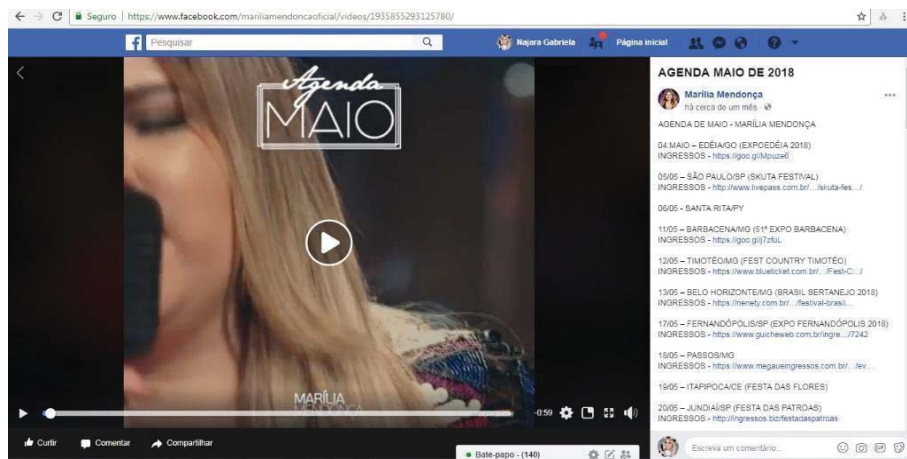 Seguro | https://www.facebook.com/mariliamendoncaoficial/videos/1935855293125780/
Pesquisar
Najara Gabriela
Página inicial
Agenda
MAIO
MARÍLIA
MENDONÇA
-0:59
Curtir
Comentar
Compartilhar
AGENDA MAIO DE 2018
Marília Mendonça
há cerca de um mês
AGENDA DE MAIO - MARÍLIA MENDONÇA
04.MAIO – EDÉIA/GO (EXPOEDÉIA 2018)
INGRESSOS - https://goo.gl/Mpuze6
05/05 – SÃO PAULO/SP (SKUTA FESTIVAL)
INGRESSOS - http://www.livepass.com.br/.../skuta-fes.../
06/05 - SANTA RITA/PY
11/05 – BARBACENA/MG (51ª EXPO BARBACENA)
INGRESSOS - https://goo.gl/j7zfuL
12/05 – TIMOTÉO/MG (FEST COUNTRY TIMOTÉO)
INGRESSOS - https://www.blueticket.com.br/.../Fest-C.../
13/05 – BELO HORIZONTE/MG (BRASIL SERTANEJO 2018)
INGRESSOS - https://nenety.com.br/.../festival-brasil...
17/05 – FERNANDÓPOLIS/SP (EXPO FERNANDÓPOLIS 2018)
INGRESSOS - https://www.guicheweb.com.br/ingre.../7242
18/05 – PASSOS/MG
INGRESSOS - https://www.megaueingressos.com.br/.../ev...
19/05 – ITAPIPOCA/CE (FESTA DAS FLORES)
20/05 – JUNDIAÍ/SP (FESTA DAS PATROAS)
INGRESSOS - http://ingressos.biz/festadaspatroas
Escreva um comentário...
GIF
Bate-papo - (140)